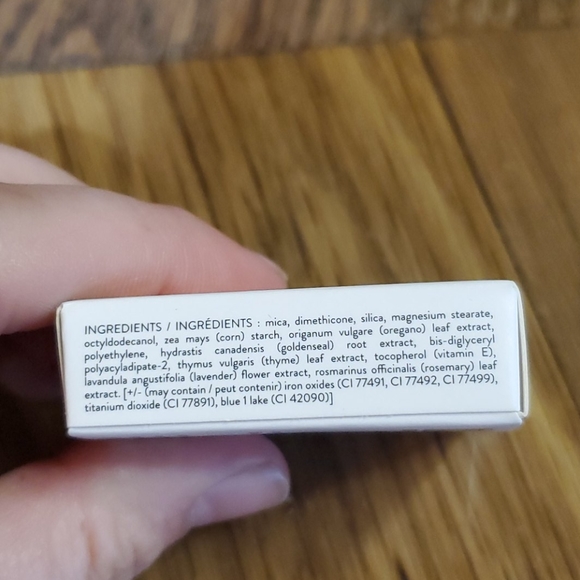 INGREDIENTS / INGRÉDIENTS : mica, dimethicone, silica, magnesium stearate,
octyldodecanol, zea mays (corn) starch, origanum vulgare (oregano) leaf extract,
polyethylene, hydrastis canadensis (goldenseal) root extract, bis-diglyceryl
polyacyladipate-2, thymus vulgaris (thyme) leaf extract, tocopherol (vitamin E),
lavandula angustifolia (lavender) flower extract, rosmarinus officinalis (rosemary) leaf
extract. [+/- (may contain / peut contenir) iron oxides (CI 77491, CI 77492, CI 77499),
titanium dioxide (CI 77891), blue 1 lake (CI 42090)]